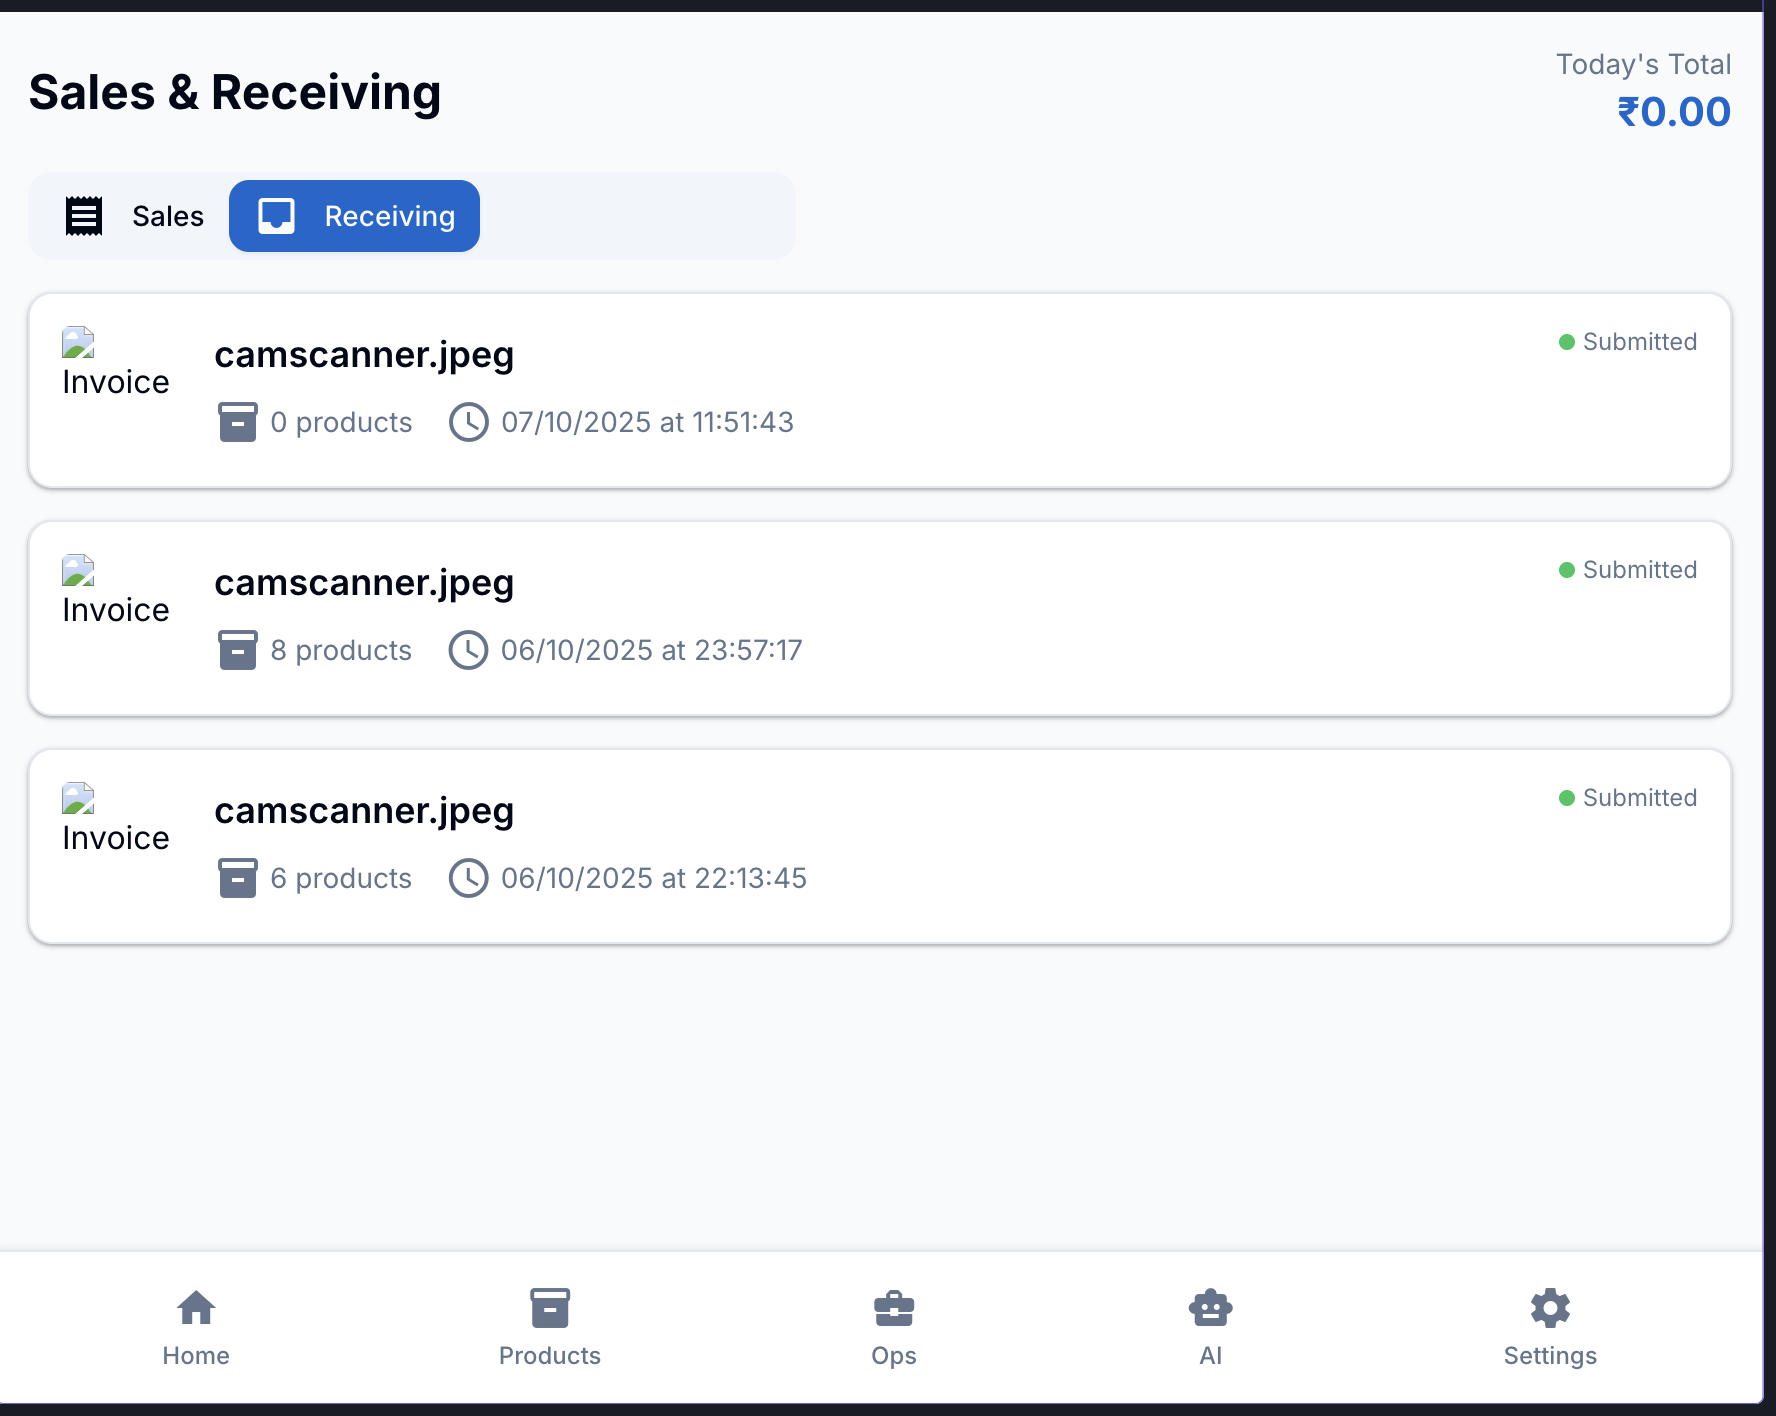 Sales & Receiving
Today's Total
₹0.00
Sales
Receiving
Invoice
camscanner.jpeg
Submitted
0 products
07/10/2025 at 11:51:43
Invoice
camscanner.jpeg
Submitted
8 products
06/10/2025 at 23:57:17
Invoice
camscanner.jpeg
Submitted
6 products
06/10/2025 at 22:13:45
Home
Products
Ops
AI
Settings